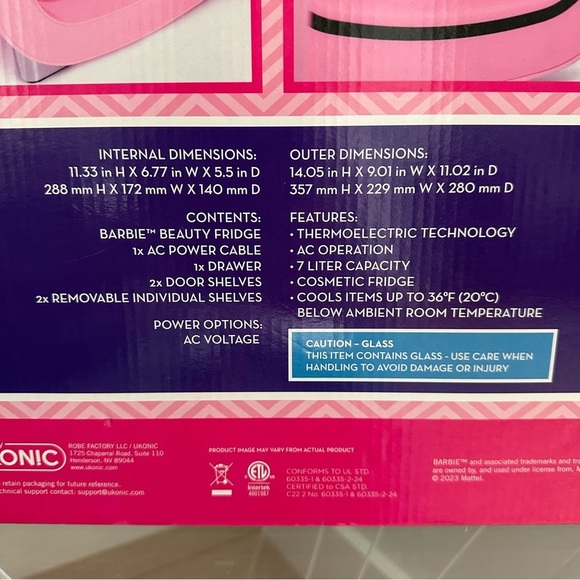 INTERNAL DIMENSIONS:
11.33 in H X 6.77 in W X 5.5 in D
288 mm H X 172 mm W X 140 mm D
CONTENTS:
BARBIE™ BEAUTY FRIDGE
1x AC POWER CABLE
1x DRAWER
2x DOOR SHELVES
2x REMOVABLE INDIVIDUAL SHELVES
POWER OPTIONS:
AC VOLTAGE
OUTER DIMENSIONS:
14.05 in H X 9.01 in W X 11.02 in D
357 mm H X 229 mm W X 280 mm D
FEATURES:
• THERMOELECTRIC TECHNOLOGY
• AC OPERATION
• 7 LITER CAPACITY
• COSMETIC FRIDGE
• COOLS ITEMS UP TO 36ºF (20ºC)
BELOW AMBIENT ROOM TEMPERATURE
CAUTION – GLASS
THIS ITEM CONTAINS GLASS - USE CARE WHEN
HANDLING TO AVOID DAMAGE OR INJURY
KONIC
ROBE FACTORY LLC / UKONIC
1725 Chaparral Road, Suite 110
Henderson, NV 89066
www.ukonic.com
retain packaging for future reference.
chnical support contact: support@ukonic.com
PRODUCT IMAGE MAY VARY FROM ACTUAL PRODUCT
ETL
Intertek
4001987
CONFORMS TO UL STD.
60335-1 & 60335-2-24
CERTIFIED to CSA STD.
C22 2 No. 60335-1 & 60335-2-24
BARBIE™ and associated trademarks and tra
are owned by, and used under license from, M
© 2023 Mattel.